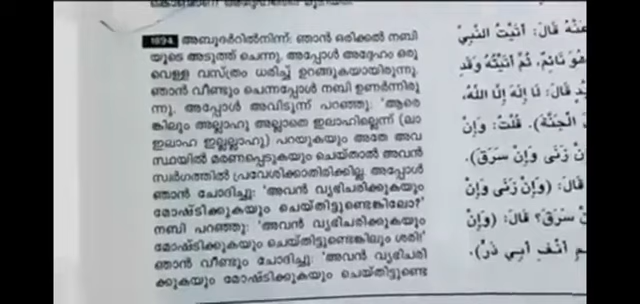 1894 അബൂദർറിൽനിന്ന്: ഞാൻ ഒരിക്കൽ നബി
യുടെ അടുത്ത് ചെന്നു. അപ്പോൾ അദ്ദേഹം ഒരു
വെള്ള വസ്ത്രം ധരിച്ച് ഉറങ്ങുകയായിരുന്നു.
ഞാൻ വീണ്ടും ചെന്നപ്പോൾ നബി ഉണർന്നിരു
ന്നു. അപ്പോൾ അവിടുന്ന് പറഞ്ഞു: 'ആരെ
ങ്കിലും അല്ലാഹു അല്ലാതെ ഇലാഹില്ലെന്ന് (ലാ
ഇലാഹ ഇല്ലല്ലാഹു) പറയുകയും അതേ അവ
സ്ഥയിൽ മരണപ്പെടുകയും ചെയ്താൽ അവൻ
സ്വർഗത്തിൽ പ്രവേശിക്കാതിരിക്കില്ല. അപ്പോൾ
ഞാൻ ചോദിച്ചു: 'അവൻ വ്യഭിചരിക്കുകയും
മോഷ്ടിക്കുകയും ചെയ്തിട്ടുണ്ടെങ്കിലോ?'
നബി പറഞ്ഞു: 'അവൻ വ്യഭിചരിക്കുകയും
മോഷ്ടിക്കുകയും ചെയ്തിട്ടുണ്ടെങ്കിലും ശരി!'
ഞാൻ വീണ്ടും ചോദിച്ചു: 'അവൻ വ്യഭിചരി
ക്കുകയും മോഷ്ടിക്കുകയും ചെയ്തിട്ടുണ്ടെ
عَنْهُ قَالَ: أَتَيْتُ النَّبِيَّ
هُوَ نَائِمٌ، ثُمَّ أَتَيْتُهُ وَقَدِ
قَالَ: لَا إِلَهَ إِلَّا اللهُ،
الْجَنَّةَ). قُلْتُ: وَإِنْ
زَنَى وَإِنْ سَرَقَ).
قَالَ: (وَإِنْ زَنَى وَإِنْ
سَرَقَ؟ قَالَ: (وَإِنْ
أَنْفِ أَبِي ذَرٍّ).